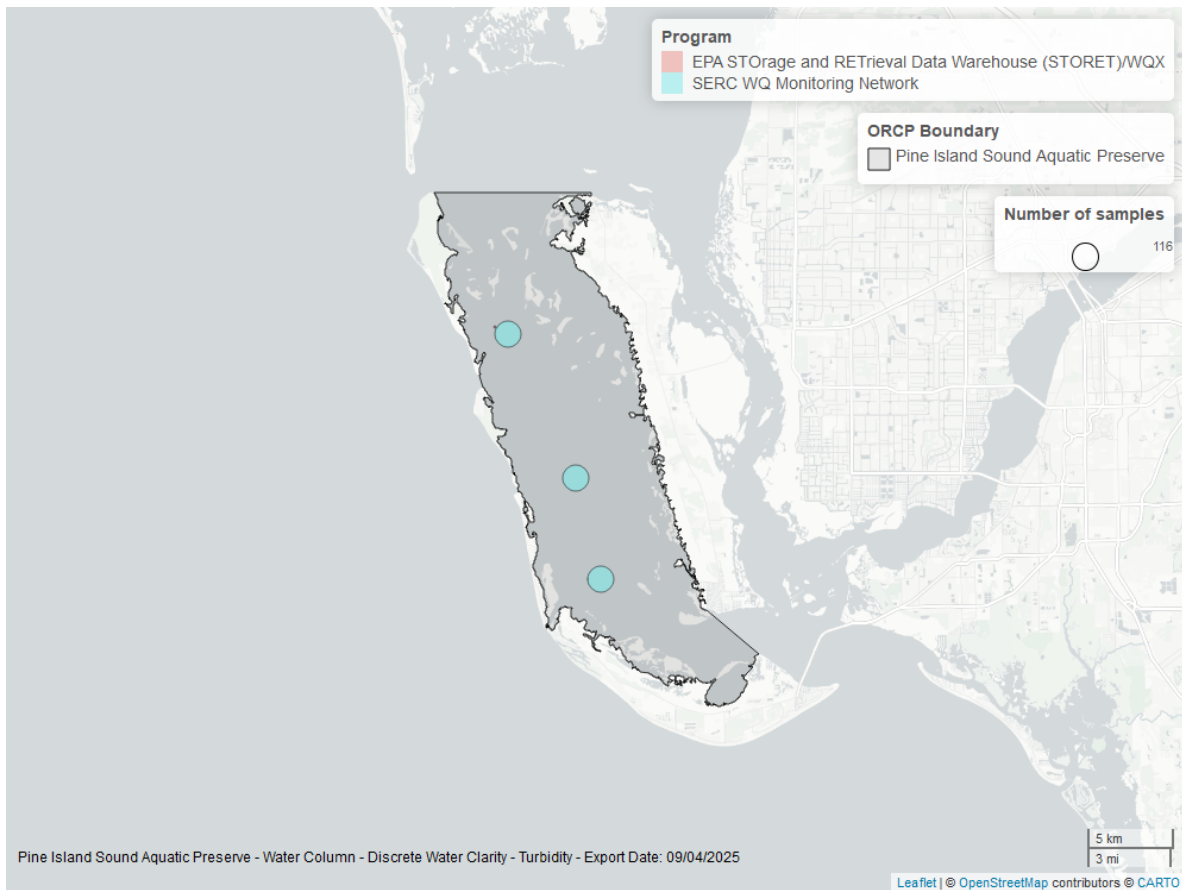 Program
EPA STOrage and RETrieval Data Warehouse (STORET)/WQX
SERC WQ Monitoring Network
ORCP Boundary
Pine Island Sound Aquatic Preserve
Number of samples
116
5 km
3 mi
Pine Island Sound Aquatic Preserve - Water Column - Discrete Water Clarity - Turbidity - Export Date: 09/04/2025
Leaflet | © OpenStreetMap contributors © CARTO